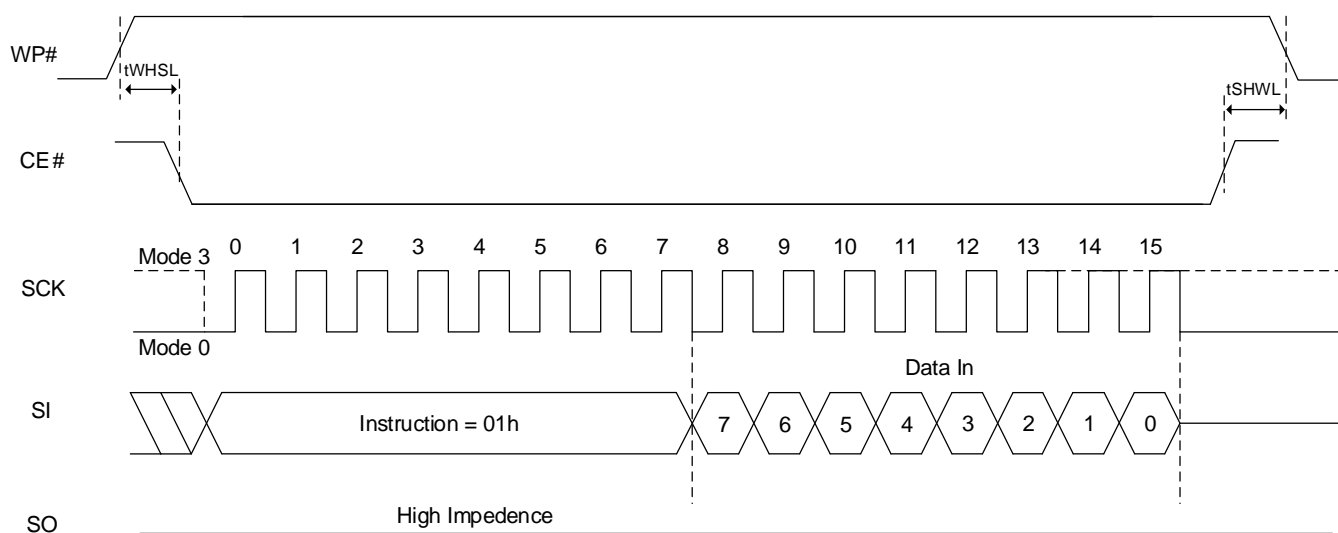 WP#
tWHSL
tSHWL
CE#
0 1 2 3 4 5 6 7 8 9 10 11 12 13 14 15
Mode 3
SCK
Mode 0
Data In
SI
Instruction = 01h
7 6 5 4 3 2 1 0
High Impedence
SO